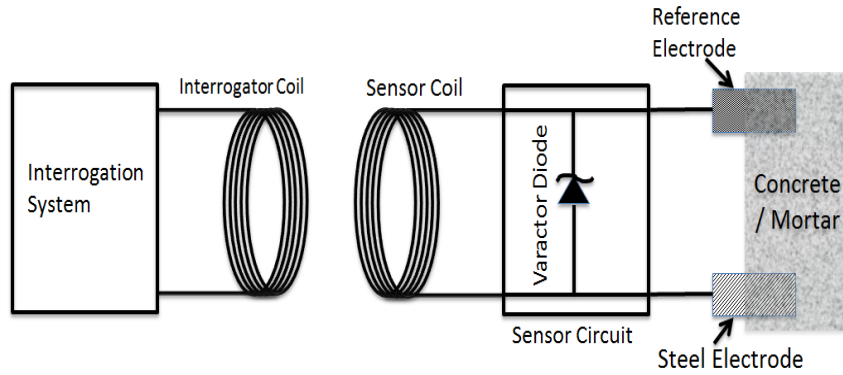 Reference
Electrode
Interrogator Coil
Sensor Coil
Interrogation
System
Varactor Diode
Concrete
/ Mortar
Sensor Circuit
Steel Electrode